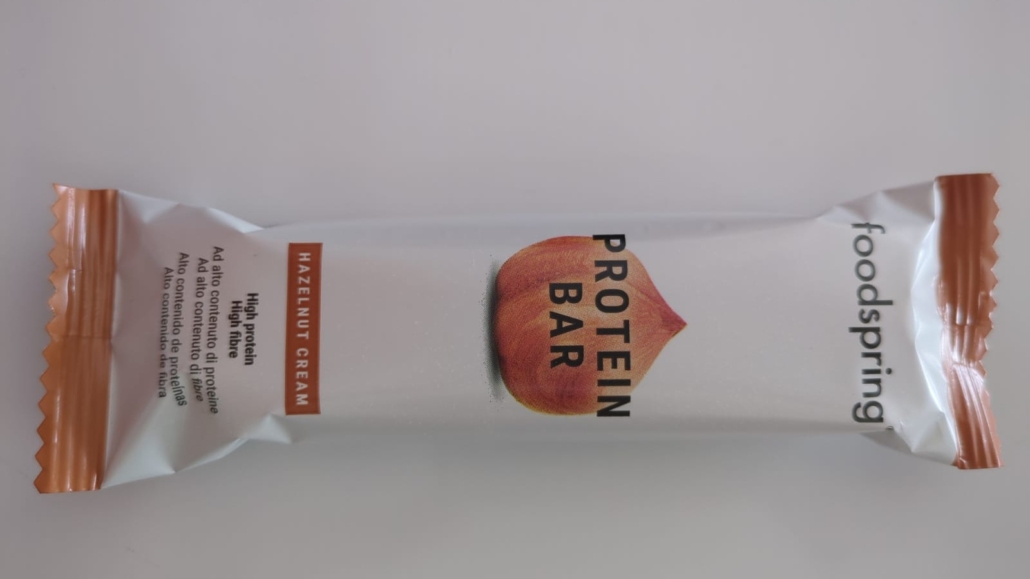 foodspring
PROTEIN
BAR
HAZELNUT CREAM
High protein
High fibre
Ad alto contenuto di proteine
Ad alto contenuto di fibre
Alto contenido de proteínas
Alto contenido de fibra